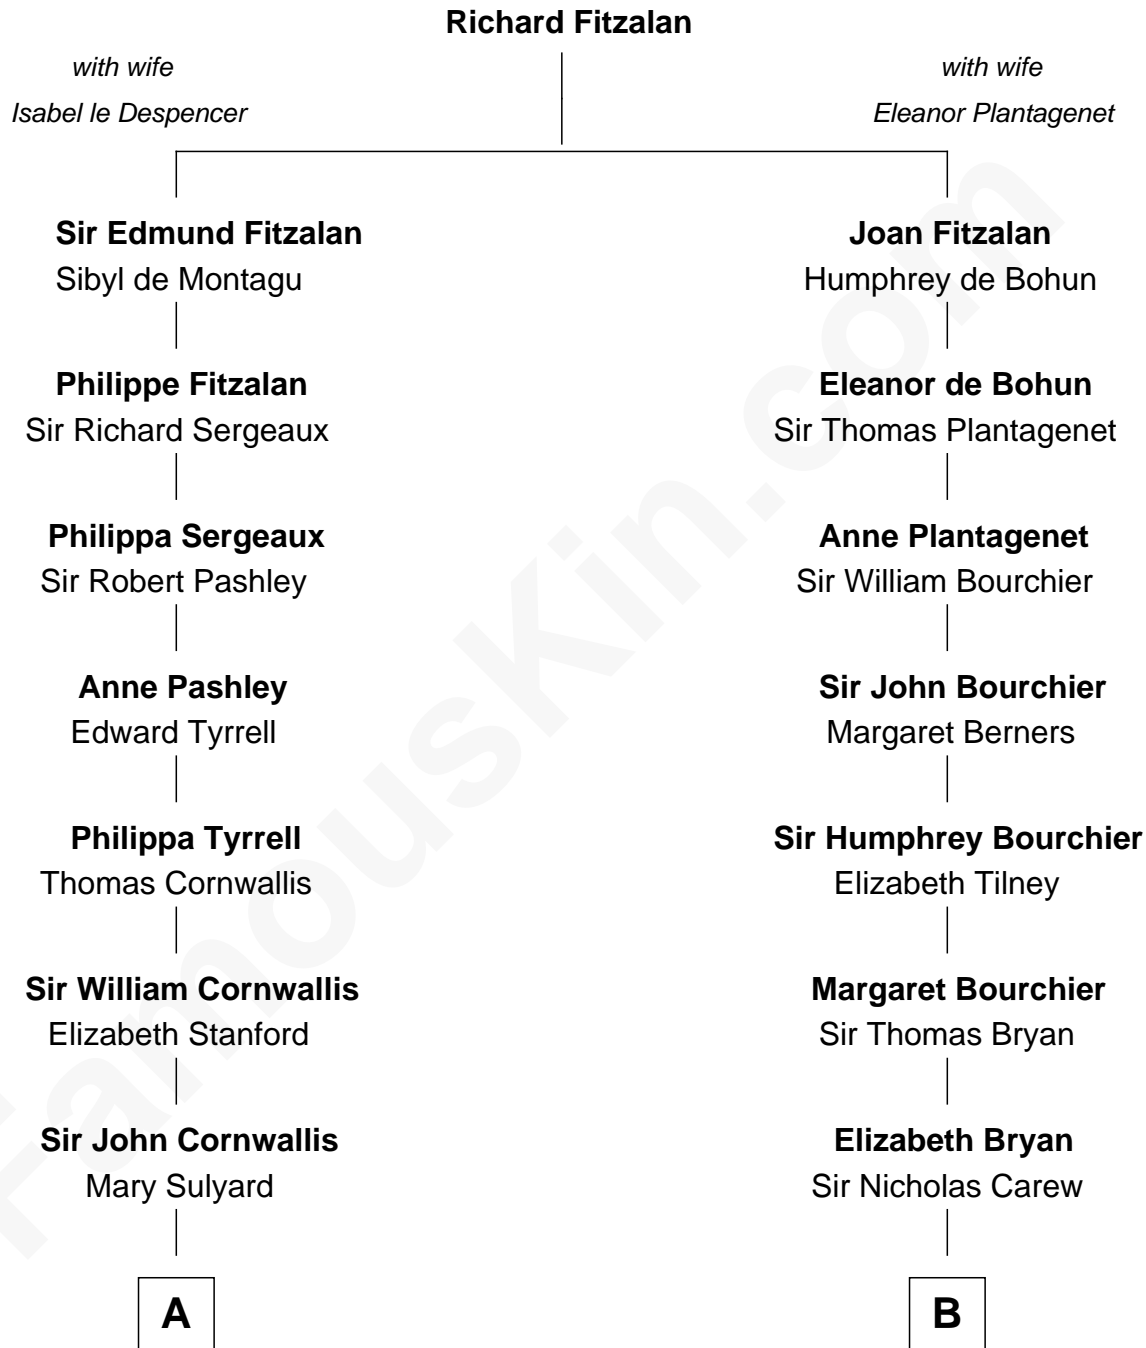 Richard Fitzalan
with wife
Isabel le Despencer
with wife
Eleanor Plantagenet
Sir Edmund Fitzalan
Sibyl de Montagu
Joan Fitzalan
Humphrey de Bohun
Philippe Fitzalan
Sir Richard Sergeaux
Eleanor de Bohun
Sir Thomas Plantagenet
Philippa Sergeaux
Sir Robert Pashley
Anne Plantagenet
Sir William Bourchier
Anne Pashley
Edward Tyrrell
Sir John Bourchier
Margaret Berners
Philippa Tyrrell
Thomas Cornwallis
Sir Humphrey Bourchier
Elizabeth Tilney
Sir William Cornwallis
Elizabeth Stanford
Margaret Bourchier
Sir Thomas Bryan
Sir John Cornwallis
Mary Sulyard
Elizabeth Bryan
Sir Nicholas Carew
A
B
FamousKin.com